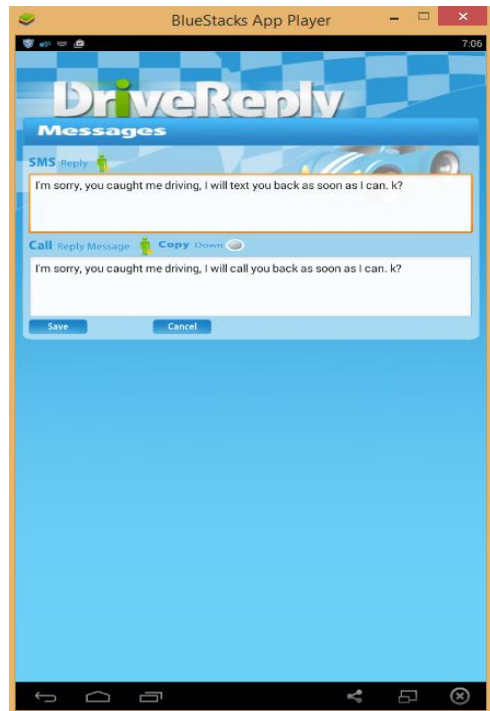 BlueStacks App Player
7:06
DriveReply
Messages
SMS Reply
I'm sorry, you caught me driving, I will text you back as soon as I can. k?
Call Reply Message Copy Down
I'm sorry, you caught me driving, I will call you back as soon as I can. k?
Save Cancel